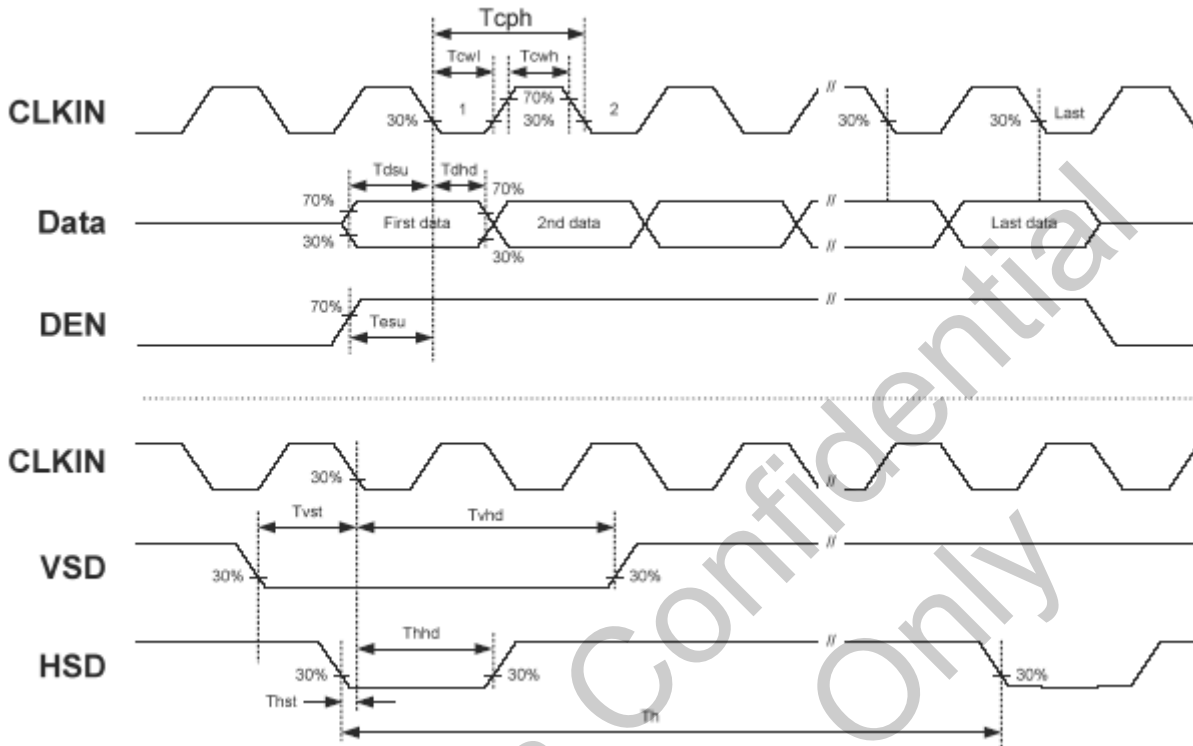 Tcph
Tcwl Tcwh
CLKIN 30% 1 70% 30% 2 // 30% 30% Last
Tdsu Tdhd
Data 70% 30% First data 70% 30% 2nd data // // Last data
DEN 70% Tesu //
CLKIN 30% //
Tvst Tvhd
VSD 30% 30% //
HSD 30% Thhd 30% // 30%
Thst
Th
Confidential
Only